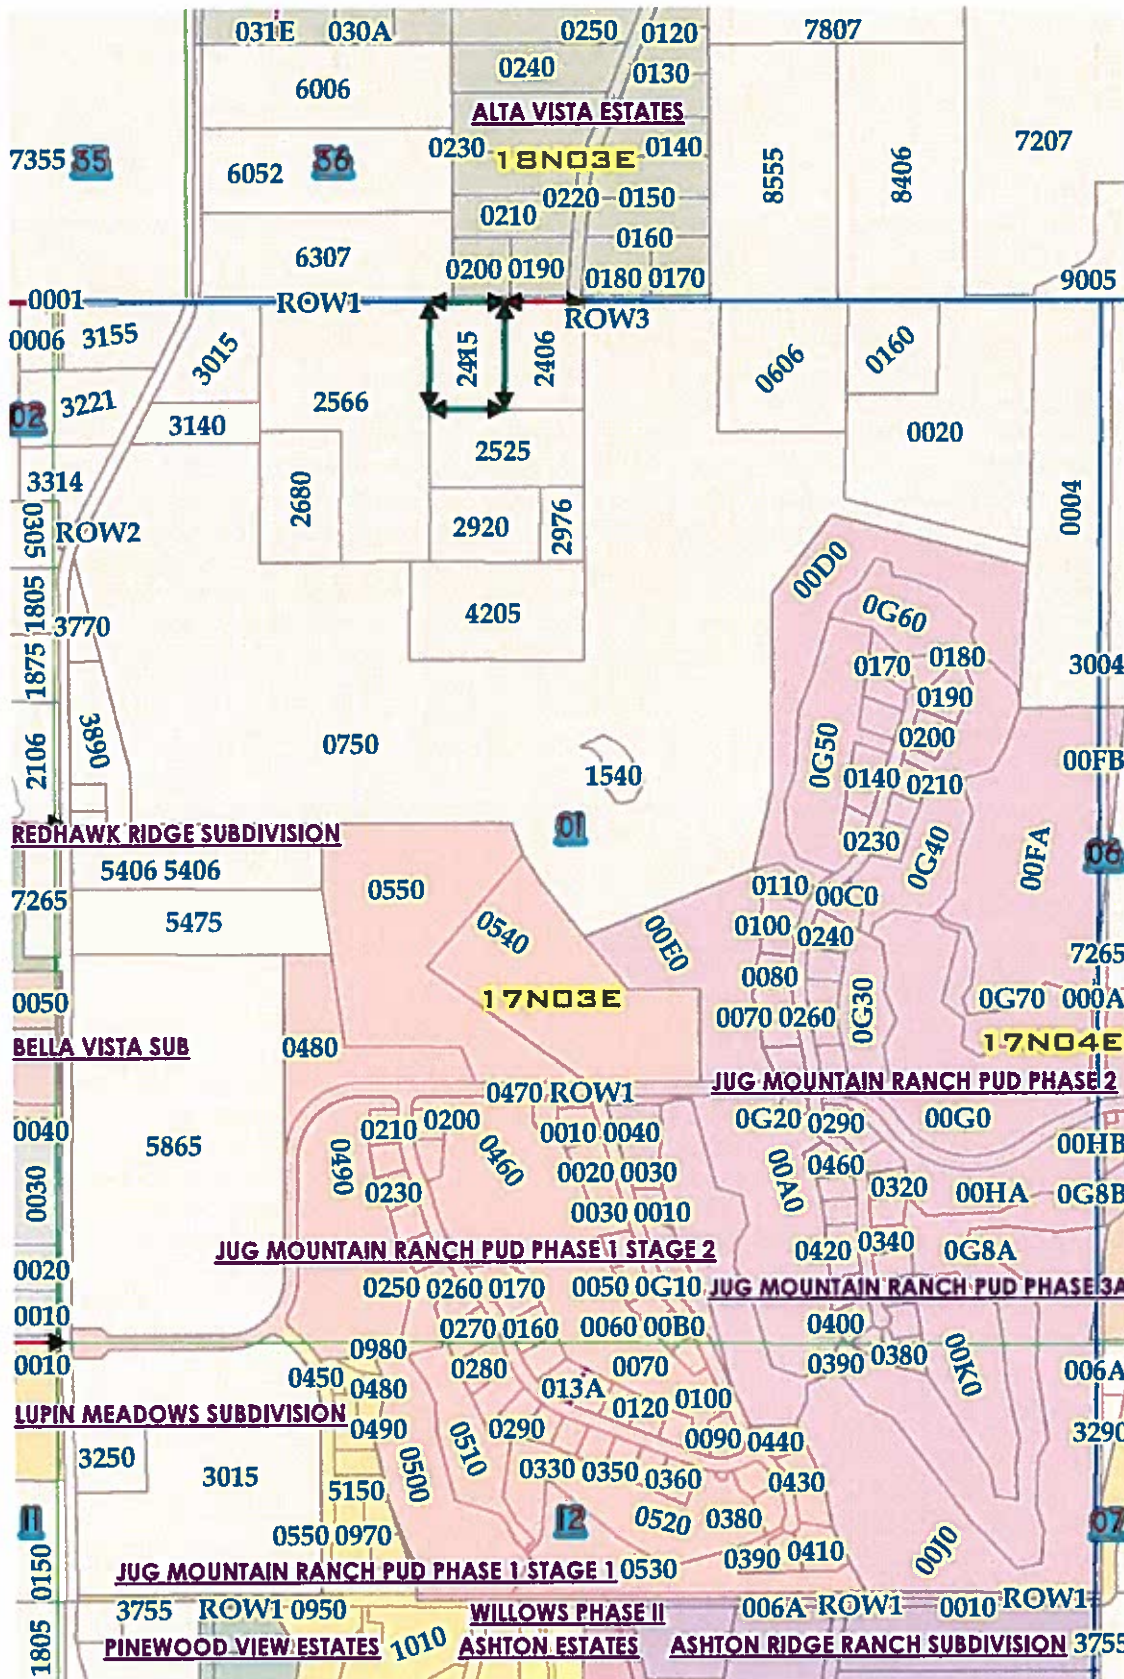 031E 030A 0250 0120 7807
0240 0130
6006
ALTA VISTA ESTATES
7355 35 6052 36 0230 18N03E 0140 8555 8406 7207
0220 0150
0210
0160
6307 0200 0190 0180 0170 9005
0001 ROW1 ROW3
0006 3155 3015 2415 2406 0606 0160
02 3221 2566
3140 0020
2525
3314 2680
0305 ROW2 2920 2976 0004
00D0
1805 3770 4205 0G60
1875 0170 0180 3004
0190
2106 3890 0750 1540 0G50 0200 00FB
0140 0210
REDHAWK RIDGE SUBDIVISION 01 0230 0G40 00FA 06
5406 5406
7265 0550 0110 00C0
5475 0540 00E0 0100 0240
7265
0080
0050 17N03E 0070 0260 0G30 0G70 000A
BELLA VISTA SUB 0480 17N04E
0470 ROW1 JUG MOUNTAIN RANCH PUD PHASE 2
0040 5865 0210 0200 0010 0040 0G20 0290 00G0 00HB
0490 0460 0020 0030 00A0 0460
0030 0230 0320 00HA 0G8B
0030 0010
JUG MOUNTAIN RANCH PUD PHASE 1 STAGE 2 0420 0340 0G8A
0020 0250 0260 0170 0050 0G10 JUG MOUNTAIN RANCH PUD PHASE 3A
0010 0270 0160 0060 00B0 0400
0010 0980 0280 0070 0390 0380 00K0 006A
0450 0480 013A 0120 0100
LUPIN MEADOWS SUBDIVISION 0490 0510 0290 0090 0440 3290
3250 3015 0500 0330 0350 0360 0430
5150
11 0550 0970 12 0520 0380 07
0150 JUG MOUNTAIN RANCH PUD PHASE 1 STAGE 1 0530 0390 0410 00J0
3755 ROW1 0950 WILLOWS PHASE II 006A ROW1 0010 ROW1
1805 PINEWOOD VIEW ESTATES 1010 ASHTON ESTATES ASHTON RIDGE RANCH SUBDIVISION 3755